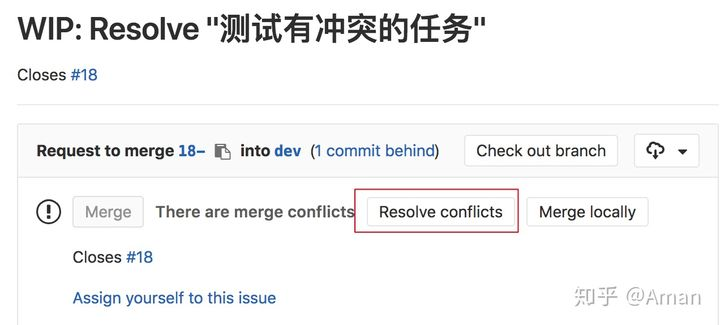 WIP: Resolve "测试有冲突的任务"
Closes #18
Request to merge 18- into dev (1 commit behind) Check out branch
Merge There are merge conflicts Resolve conflicts Merge locally
Closes #18
Assign yourself to this issue
知乎 @Aman